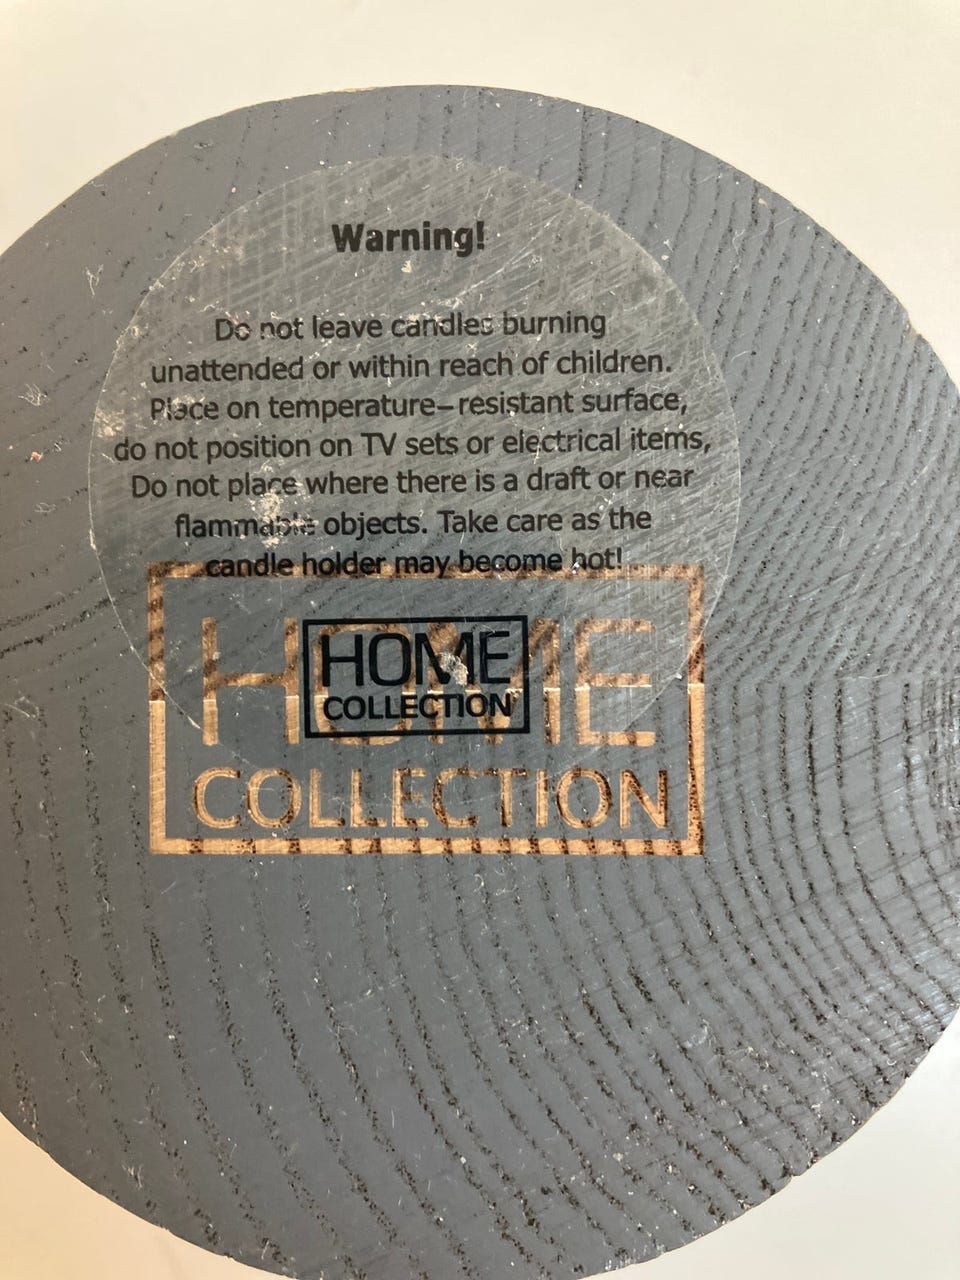 Warning!
Do not leave candles burning
unattended or within reach of children.
Place on temperature-resistant surface,
do not position on TV sets or electrical items,
Do not place where there is a draft or near
flammable objects. Take care as the
candle holder may become hot!
HOME
COLLECTION
HOME
COLLECTION